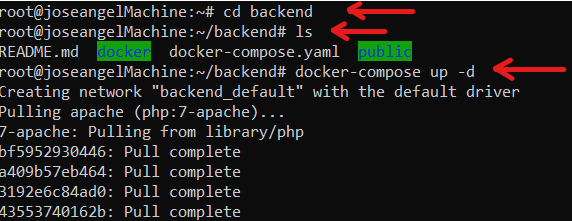 root@joseangelMachine:~# cd backend
root@joseangelMachine:~/backend# ls
README.md docker docker-compose.yaml public
root@joseangelMachine:~/backend# docker-compose up -d
Creating network "backend_default" with the default driver
Pulling apache (php:7-apache)...
7-apache: Pulling from library/php
bf5952930446: Pull complete
a409b57eb464: Pull complete
3192e6c84ad0: Pull complete
43553740162b: Pull complete